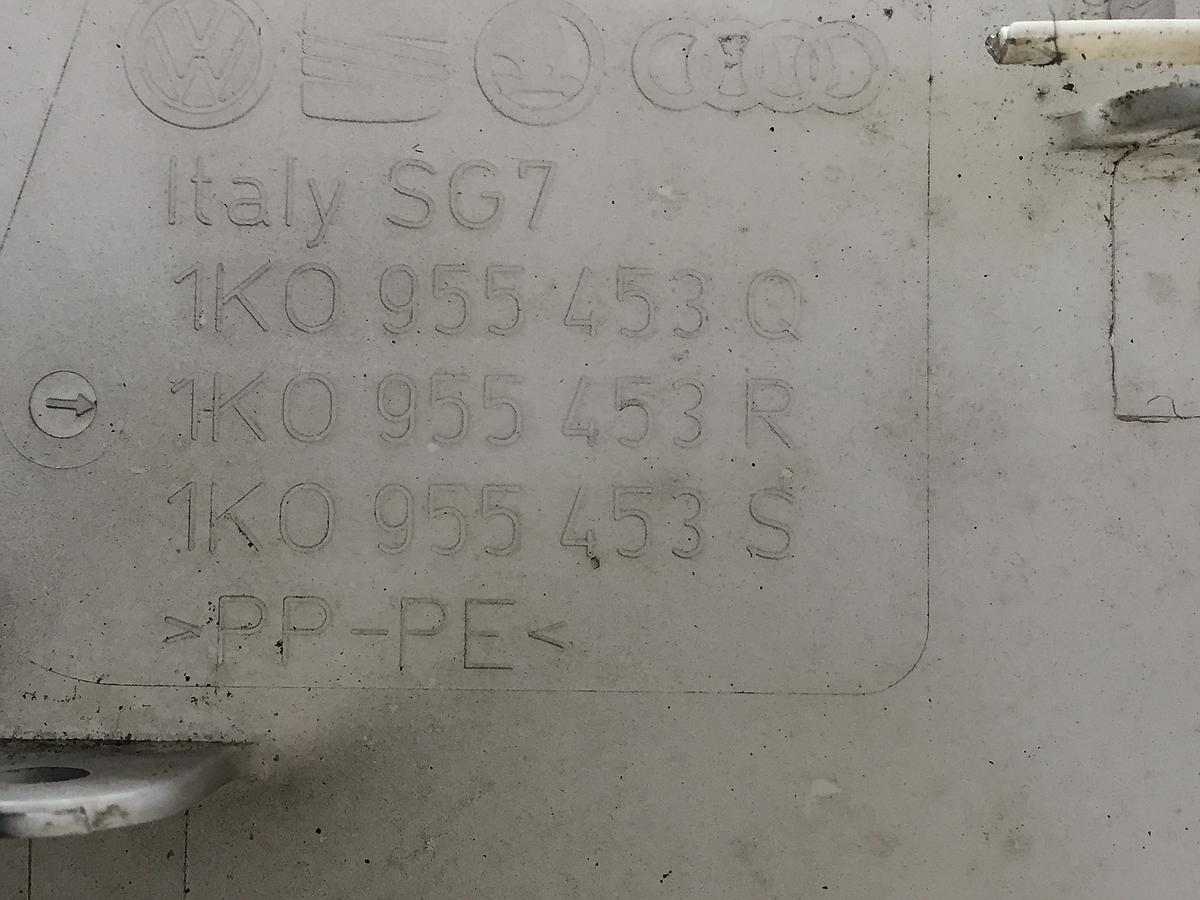 Italy SG7
1K0 955 453 Q
1K0 955 453 R
1K0 955 453 S
>PP-PE<